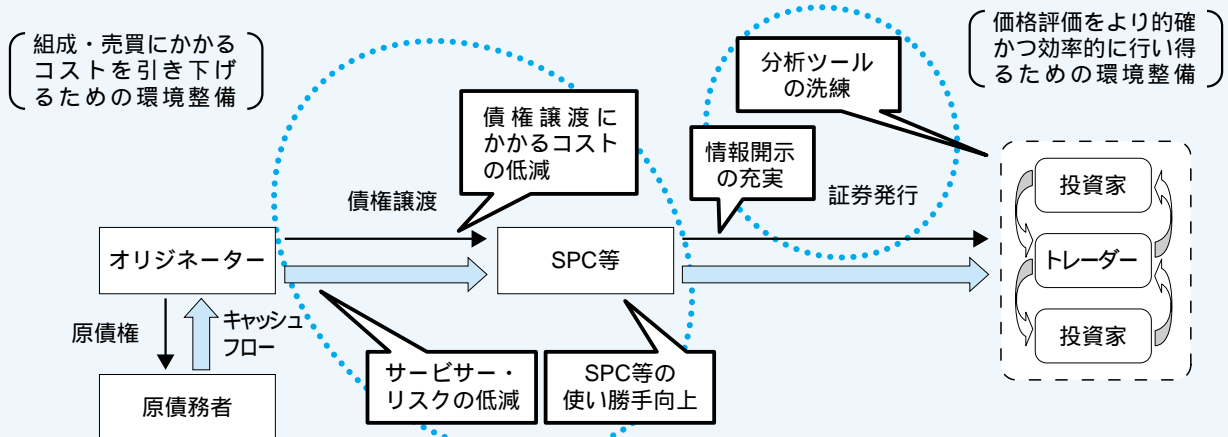 組成・売買にかかる
コストを引き下げ
るための環境整備
価格評価をより的確
かつ効率的に行い得
るための環境整備
分析ツール
の洗練
債権譲渡に
かかるコスト
の低減
情報開示
の充実
債権譲渡
証券発行
オリジネーター
SPC等
投資家
トレーダー
投資家
原債権
キャッシュ
フロー
サービサー・
リスクの低減
SPC等の
使い勝手向上
原債務者